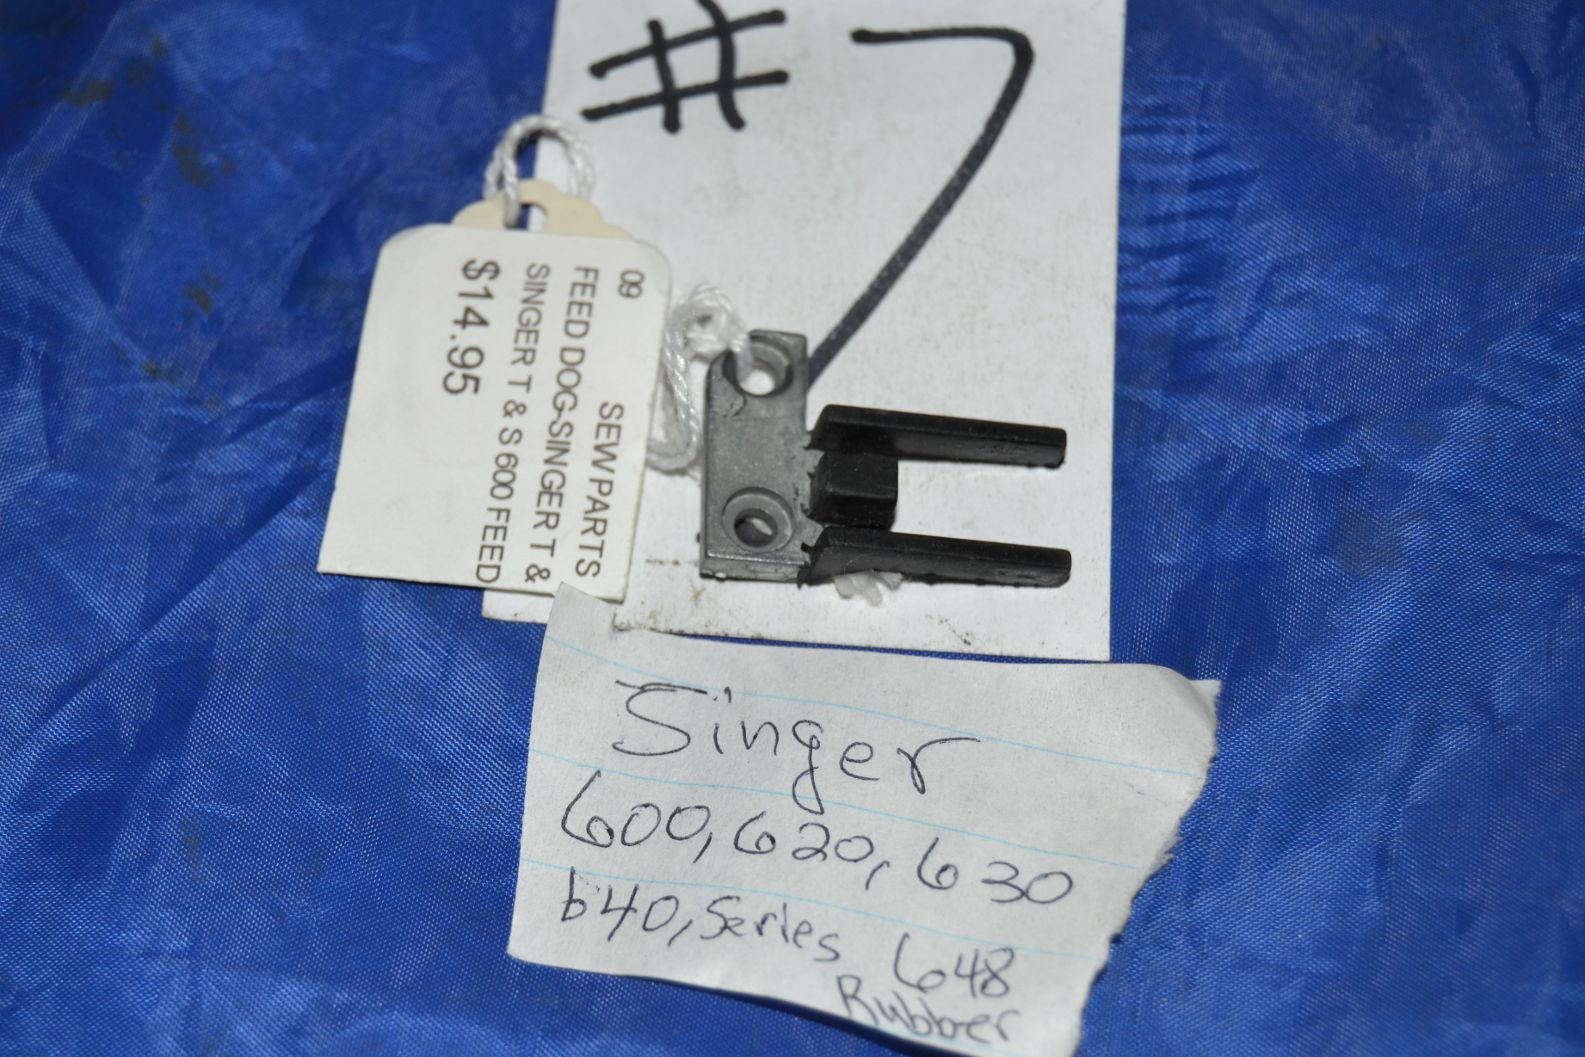 #7
09
SEW PARTS
FEED DOG-SINGER T &
SINGER T & S 600 FEED
$14.95
Singer
600, 620, 630
640, Series 648
Rubber